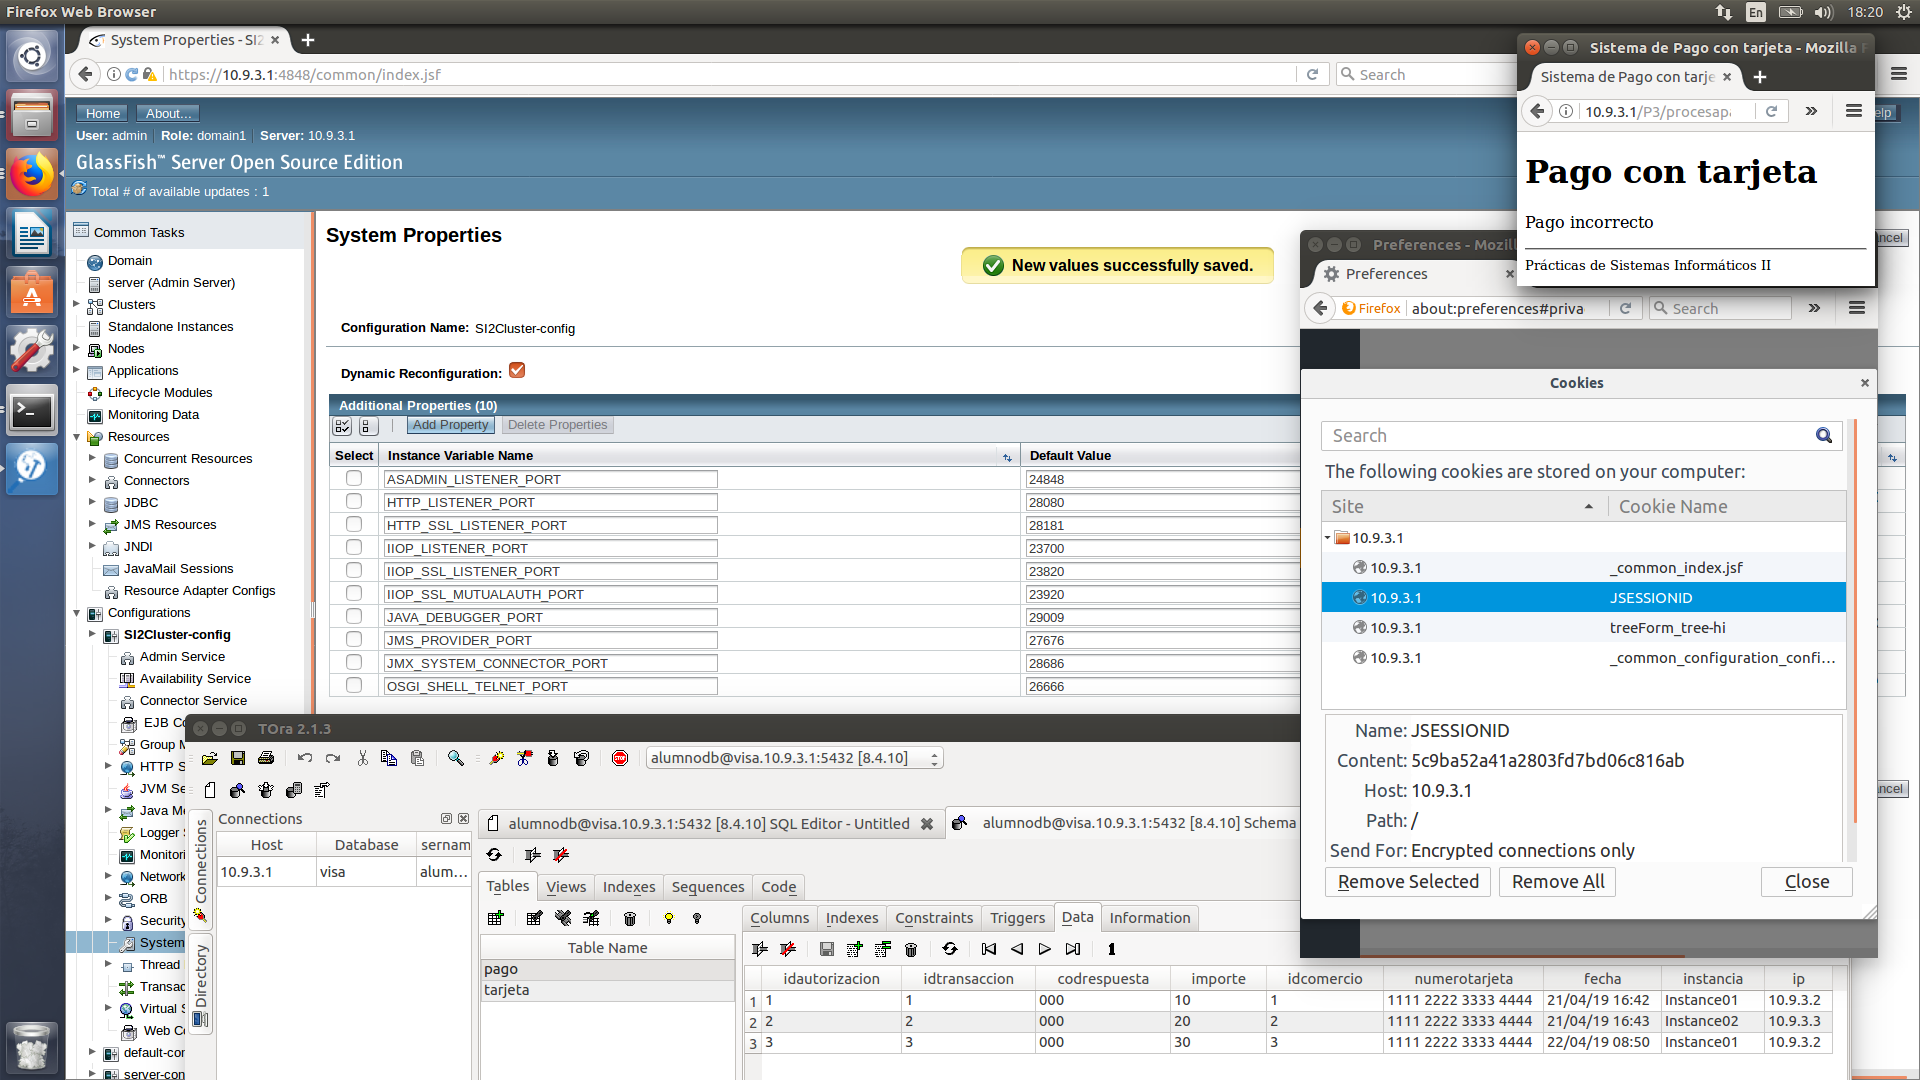 Firefox Web Browser
En
18:20
System Properties - SI2
https://10.9.3.1:4848/common/index.jsf
Search
Home
About...
User: admin
Role: domain1
Server: 10.9.3.1
GlassFish™ Server Open Source Edition
Total # of available updates : 1
Common Tasks
Domain
server (Admin Server)
Clusters
Standalone Instances
Nodes
Applications
Lifecycle Modules
Monitoring Data
Resources
Concurrent Resources
Connectors
JDBC
JMS Resources
JNDI
JavaMail Sessions
Resource Adapter Configs
Configurations
SI2Cluster-config
Admin Service
Availability Service
Connector Service
EJB Co
Group M
HTTP S
JVM Se
Java Me
Logger S
Monitori
Network
ORB
Security
System
Thread
Transac
Virtual S
Web Co
default-con
server-con
System Properties
New values successfully saved.
Configuration Name: SI2Cluster-config
Dynamic Reconfiguration:
Additional Properties (10)
Add Property
Delete Properties
Select Instance Variable Name Default Value
ASADMIN_LISTENER_PORT 24848
HTTP_LISTENER_PORT 28080
HTTP_SSL_LISTENER_PORT 28181
IIOP_LISTENER_PORT 23700
IIOP_SSL_LISTENER_PORT 23820
IIOP_SSL_MUTUALAUTH_PORT 23920
JAVA_DEBUGGER_PORT 29009
JMS_PROVIDER_PORT 27676
JMX_SYSTEM_CONNECTOR_PORT 28686
OSGI_SHELL_TELNET_PORT 26666
elp
ncel
ncel
Sistema de Pago con tarjeta - Mozilla F
Sistema de Pago con tarje
10.9.3.1/P3/procesapa
Pago con tarjeta
Pago incorrecto
Prácticas de Sistemas Informáticos II
Preferences - Mozill
Preferences
Firefox
about:preferences#priva
Search
Cookies
Search
The following cookies are stored on your computer:
Site Cookie Name
10.9.3.1
10.9.3.1 _common_index.jsf
10.9.3.1 JSESSIONID
10.9.3.1 treeForm_tree-hi
10.9.3.1 _common_configuration_confi...
Name: JSESSIONID
Content: 5c9ba52a41a2803fd7bd06c816ab
Host: 10.9.3.1
Path: /
Send For: Encrypted connections only
Remove Selected
Remove All
Close
TOra 2.1.3
alumnodb@visa.10.9.3.1:5432 [8.4.10]
Connections
Directory
Connections
Host Database sername
10.9.3.1 visa alum...
alumnodb@visa.10.9.3.1:5432 [8.4.10] SQL Editor - Untitled
alumnodb@visa.10.9.3.1:5432 [8.4.10] Schema
Tables Views Indexes Sequences Code
Table Name
pago
tarjeta
Columns Indexes Constraints Triggers Data Information
1
idautorizacion idtransaccion codrespuesta importe idcomercio numerotarjeta fecha instancia ip
1 1 1 000 10 1 1111 2222 3333 4444 21/04/19 16:42 Instance01 10.9.3.2
2 2 2 000 20 2 1111 2222 3333 4444 21/04/19 16:43 Instance02 10.9.3.3
3 3 3 000 30 3 1111 2222 3333 4444 22/04/19 08:50 Instance01 10.9.3.2